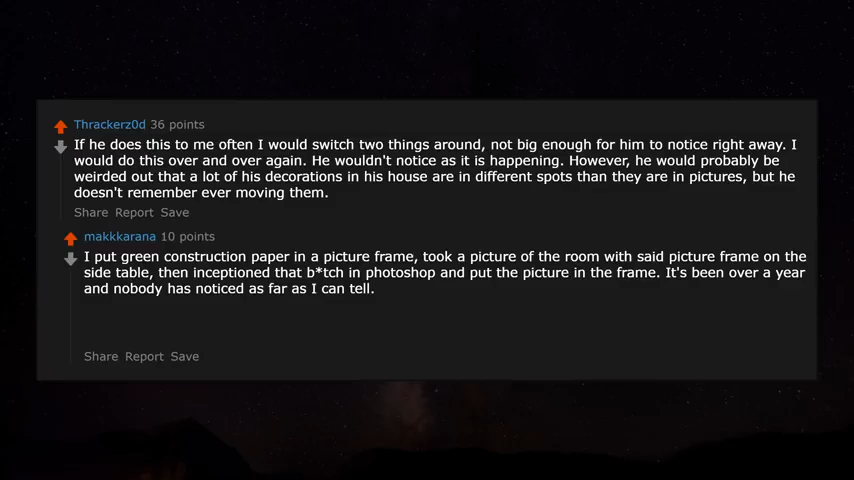 Thrackerz0d 36 points
If he does this to me often I would switch two things around, not big enough for him to notice right away. I
would do this over and over again. He wouldn't notice as it is happening. However, he would probably be
weirded out that a lot of his decorations in his house are in different spots than they are in pictures, but he
doesn't remember ever moving them.
Share Report Save
makkkarana 10 points
I put green construction paper in a picture frame, took a picture of the room with said picture frame on the
side table, then inceptioned that b*tch in photoshop and put the picture in the frame. It's been over a year
and nobody has noticed as far as I can tell.
Share Report Save